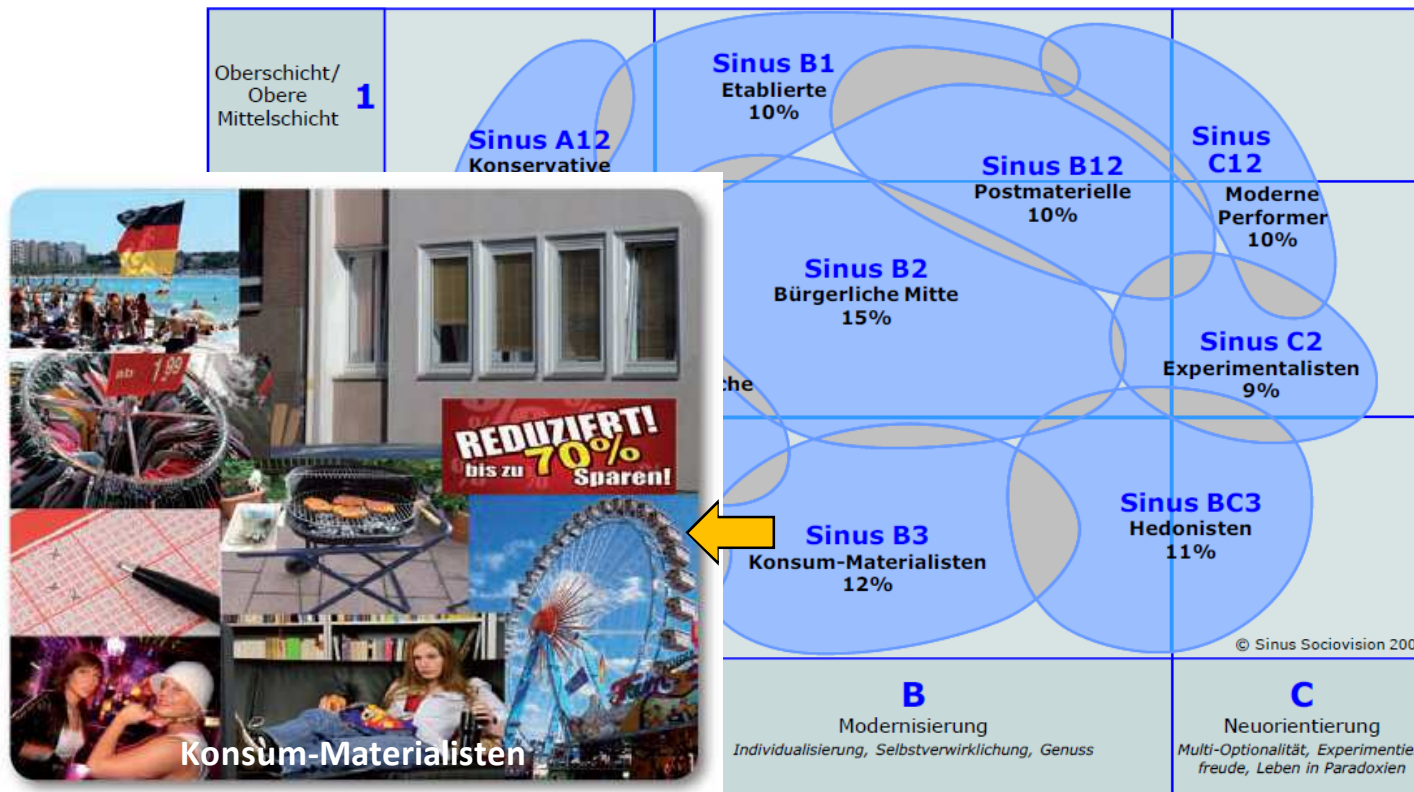 Oberschicht/
Obere
Mittelschicht
1
Sinus A12
Konservative
Sinus B1
Etablierte
10%
Sinus B12
Postmaterielle
10%
Sinus
C12
Moderne
Performer
10%
Sinus B2
Bürgerliche Mitte
15%
che
Sinus C2
Experimentalisten
9%
Sinus B3
Konsum-Materialisten
12%
Sinus BC3
Hedonisten
11%
© Sinus Sociovision 200
B
Modernisierung
Individualisierung, Selbstverwirklichung, Genuss
C
Neuorientierung
Multi-Optionalität, Experimentie
freude, Leben in Paradoxien
ab 1,99
REDUZIERT!
bis zu 70%
Sparen!
Konsum-Materialisten